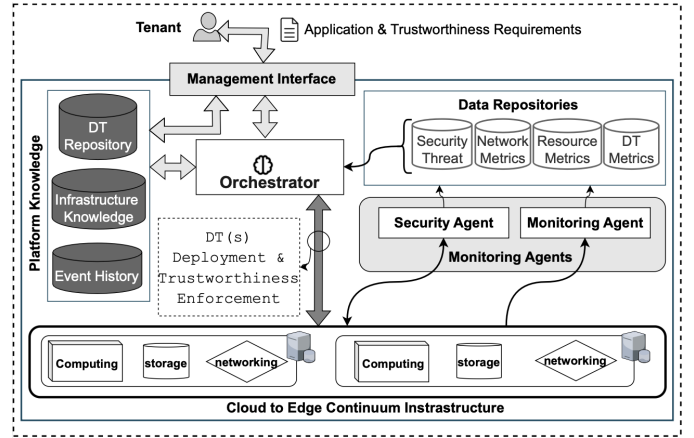 Tenant
Application & Trustworthiness Requirements
Management Interface
Platform Knowledge
DT
Repository
Infrastructure
Knowledge
Event History
Orchestrator
Data Repositories
Security
Threat
Network
Metrics
Resource
Metrics
DT
Metrics
Security Agent
Monitoring Agent
Monitoring Agents
DT(s)
Deployment &
Trustworthiness
Enforcement
Computing
storage
networking
Computing
storage
networking
Cloud to Edge Continuum Instrastructure